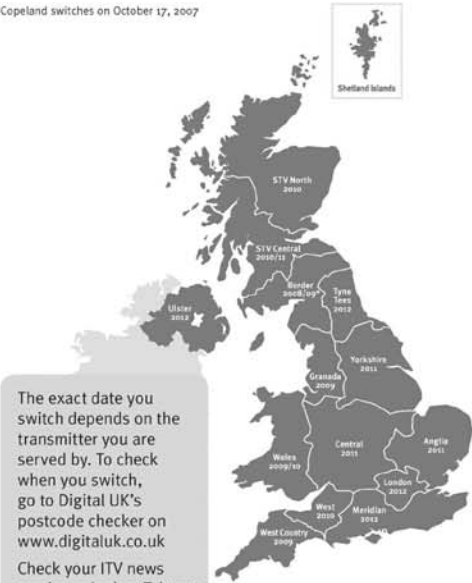 Copeland switches on October 17, 2007
Shetland Islands
STV North
2010
STV Central
2010/11
Border
2008/09*
Tyne
Tees
2012
Ulster
2012
Granada
2009
Yorkshire
2011
Wales
2009/10
Central
2011
Anglia
2011
London
2012
West
2010
Meridian
2012
West Country
2009
The exact date you
switch depends on the
transmitter you are
served by. To check
when you switch,
go to Digital UK's
postcode checker on
www.digitaluk.co.uk
Check your ITV news